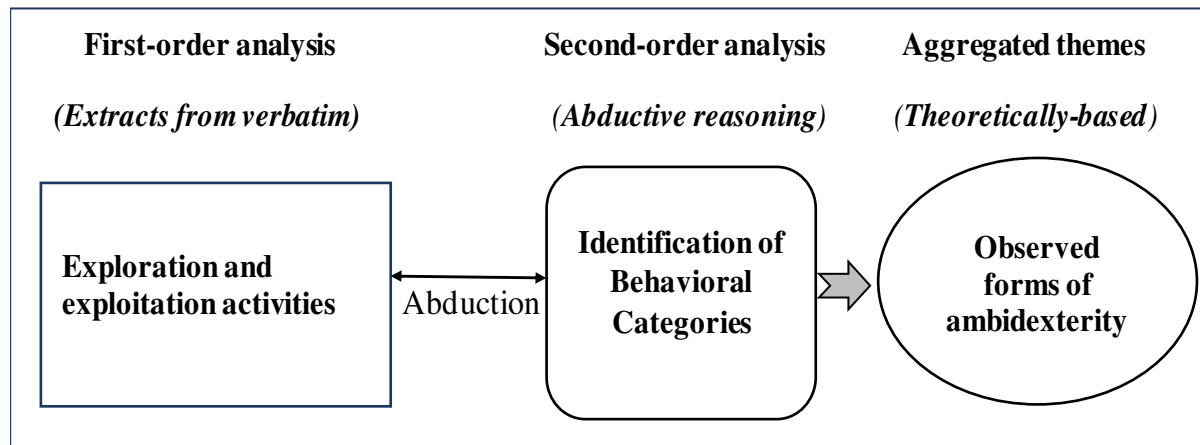 First-order analysis
(Extracts from verbatim)
Second-order analysis
(Abductive reasoning)
Aggregated themes
(Theoretically-based)
Exploration and
exploitation activities
Abduction
Identification of
Behavioral
Categories
Observed
forms of
ambidexterity